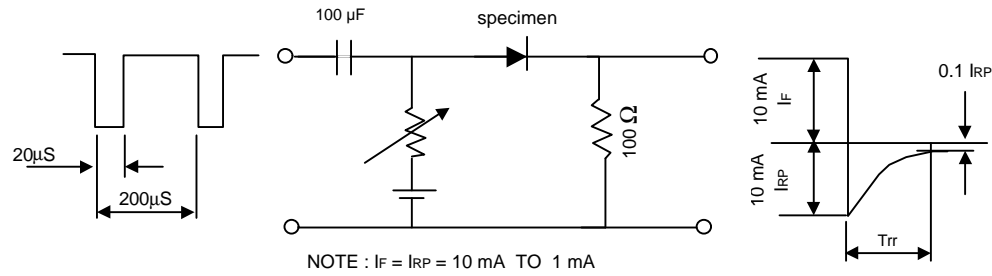 20μS
200μS
100 μF
specimen
100 Ω
NOTE : IF = IRP = 10 mA TO 1 mA
10 mA
IF
10 mA
IRP
0.1 IRP
Trr